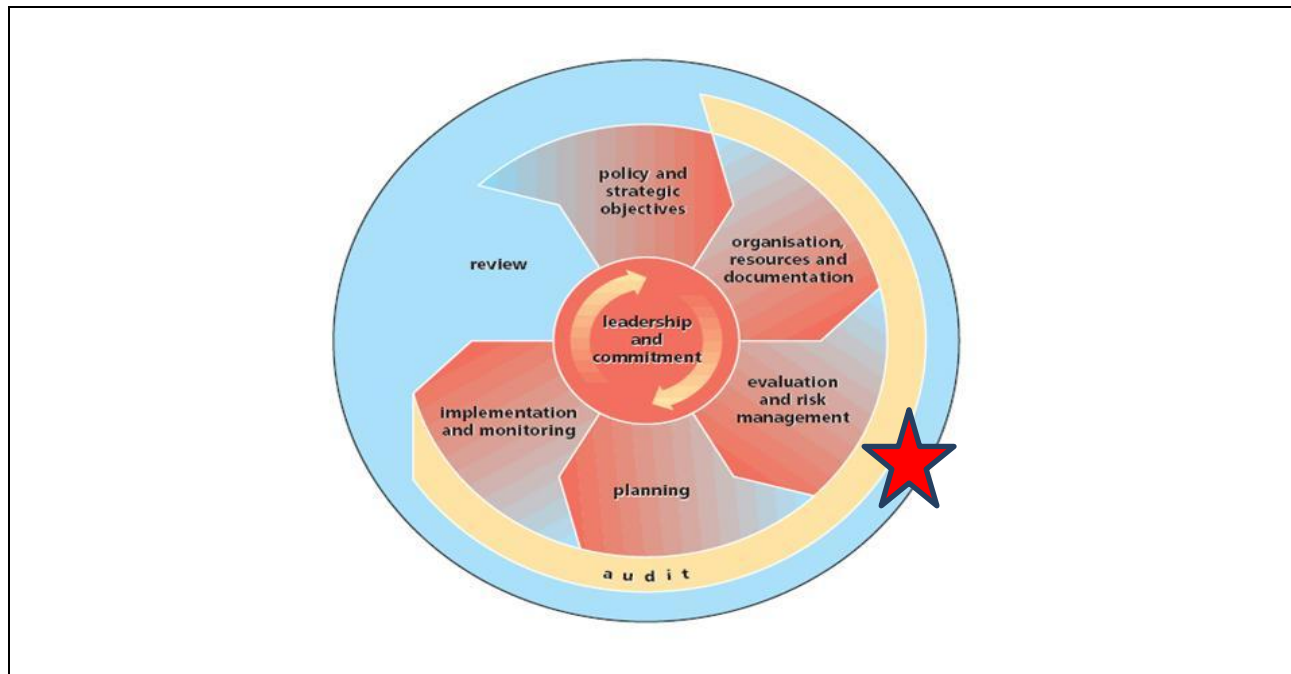 policy and
strategic
objectives
organisation,
resources and
documentation
review
leadership
and
commitment
evaluation
and risk
management
implementation
and monitoring
planning
audit